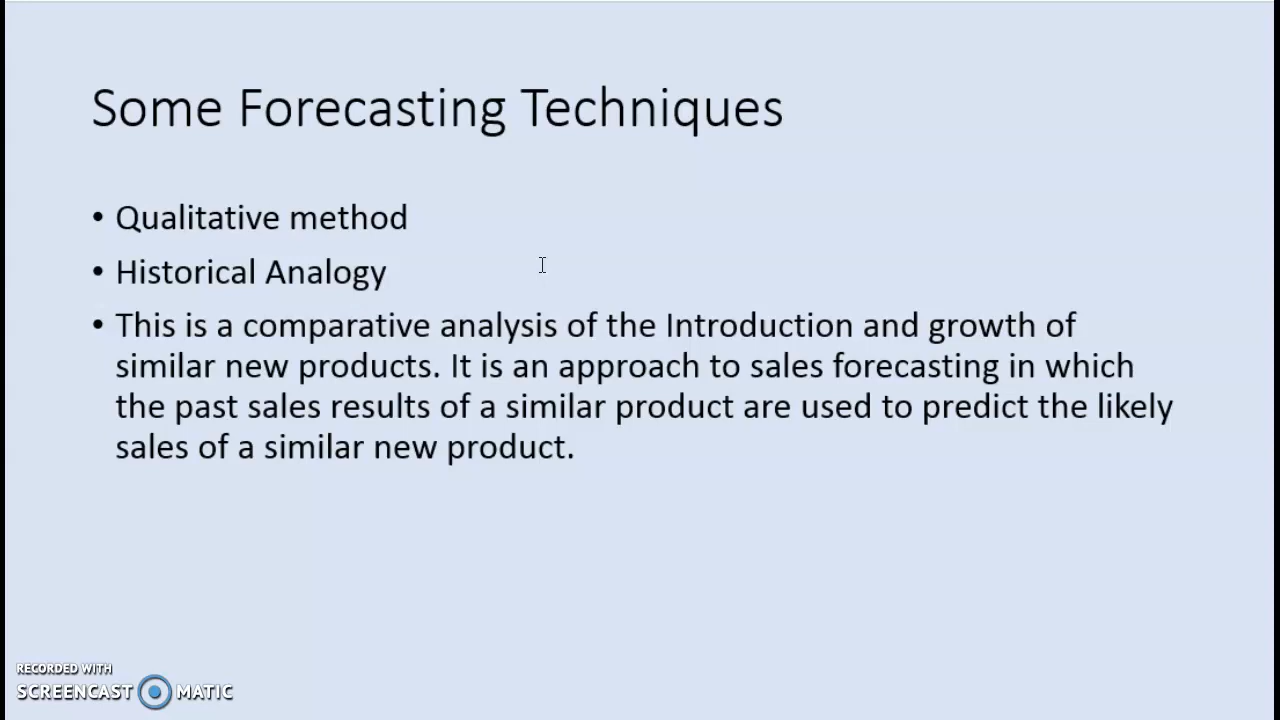 Some Forecasting Techniques
• Qualitative method
• Historical Analogy
• This is a comparative analysis of the Introduction and growth of
similar new products. It is an approach to sales forecasting in which
the past sales results of a similar product are used to predict the likely
sales of a similar new product.
RECORDED WITH
SCREENCAST MATIC